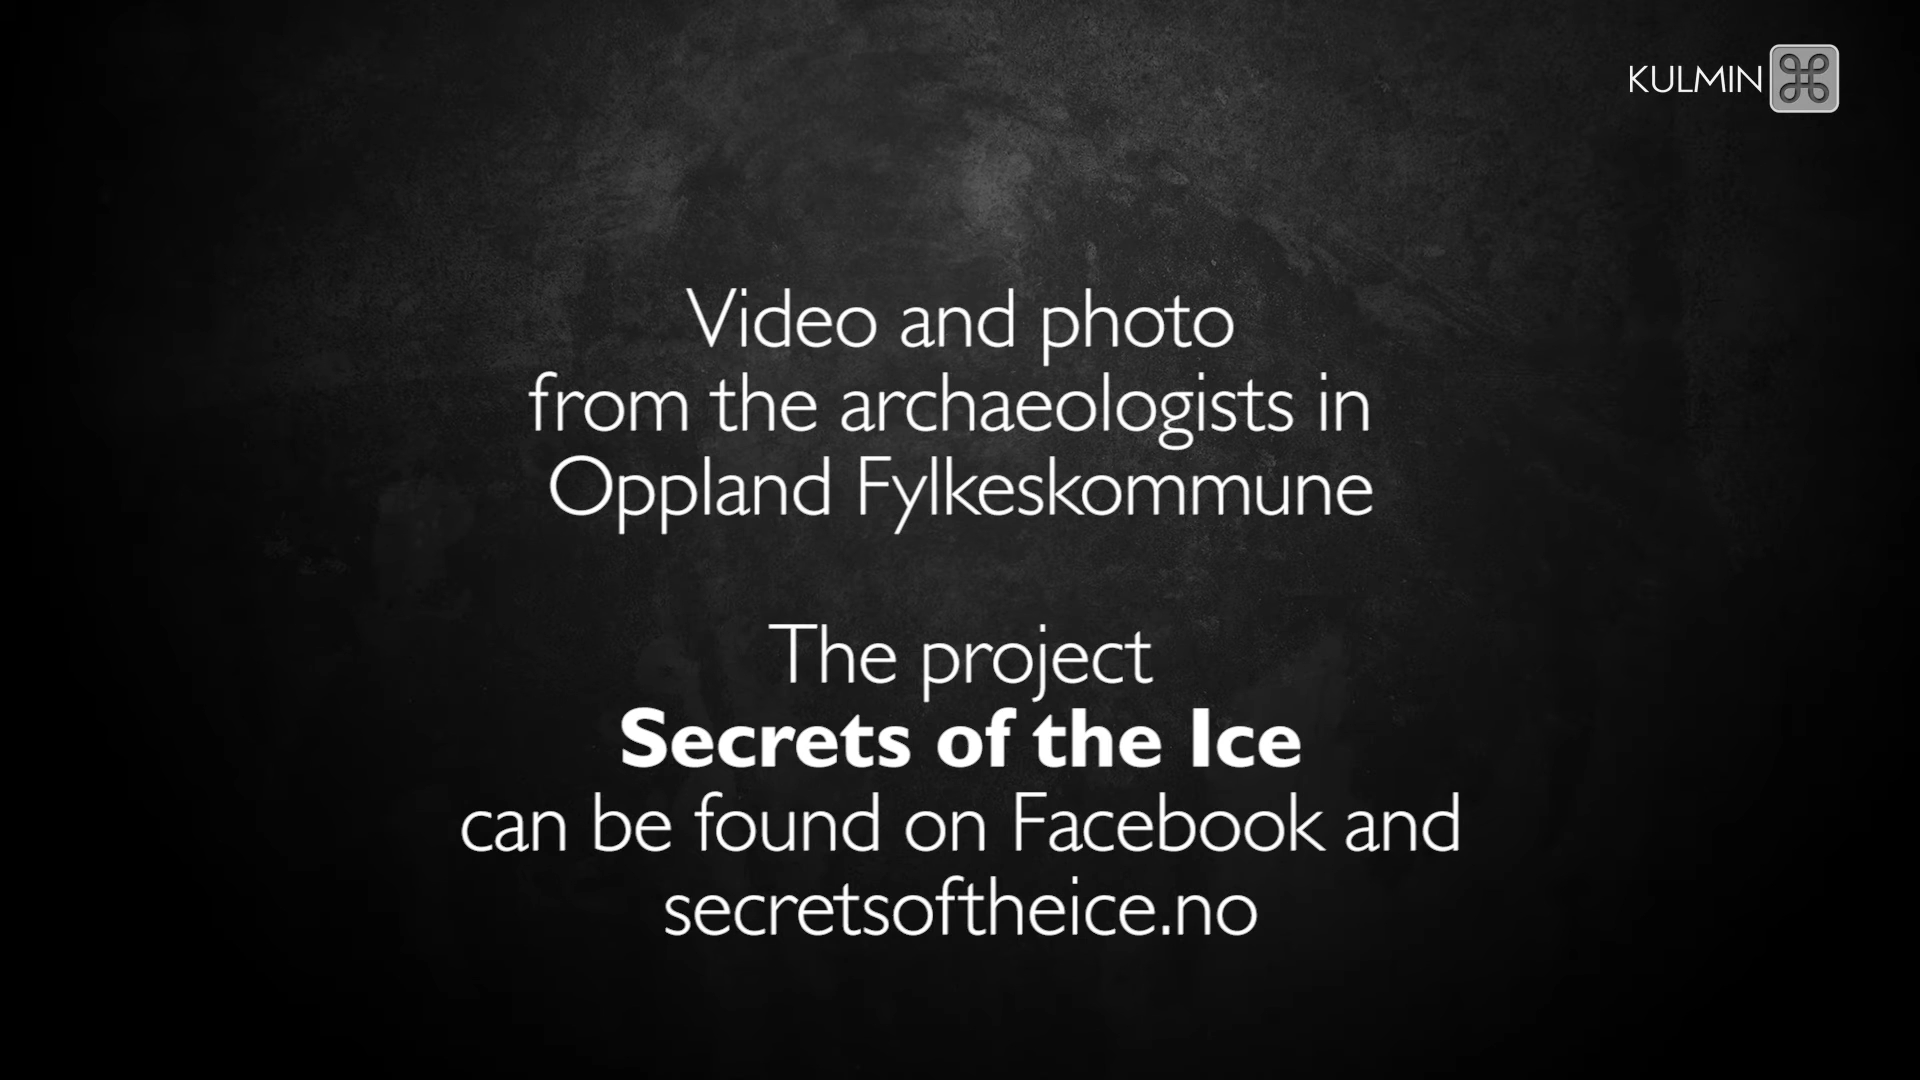 KULMIN
Video and photo
from the archaeologists in
Oppland Fylkeskommune
The project
Secrets of the Ice
can be found on Facebook and
secretsoftheice.no